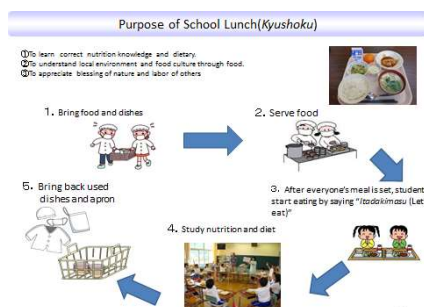 Purpose of School Lunch(Kyushoku)
①To learn correct nutrition knowledge and dietary.
②To understand local environment and food culture through food.
③To appreciate blessing of nature and labor of others
1. Bring food and dishes
2. Serve food
3. After everyone's meal is set, student
start eating by saying "Itadakimasu (Let
eat)"
4. Study nutrition and diet
5. Bring back used
dishes and apron